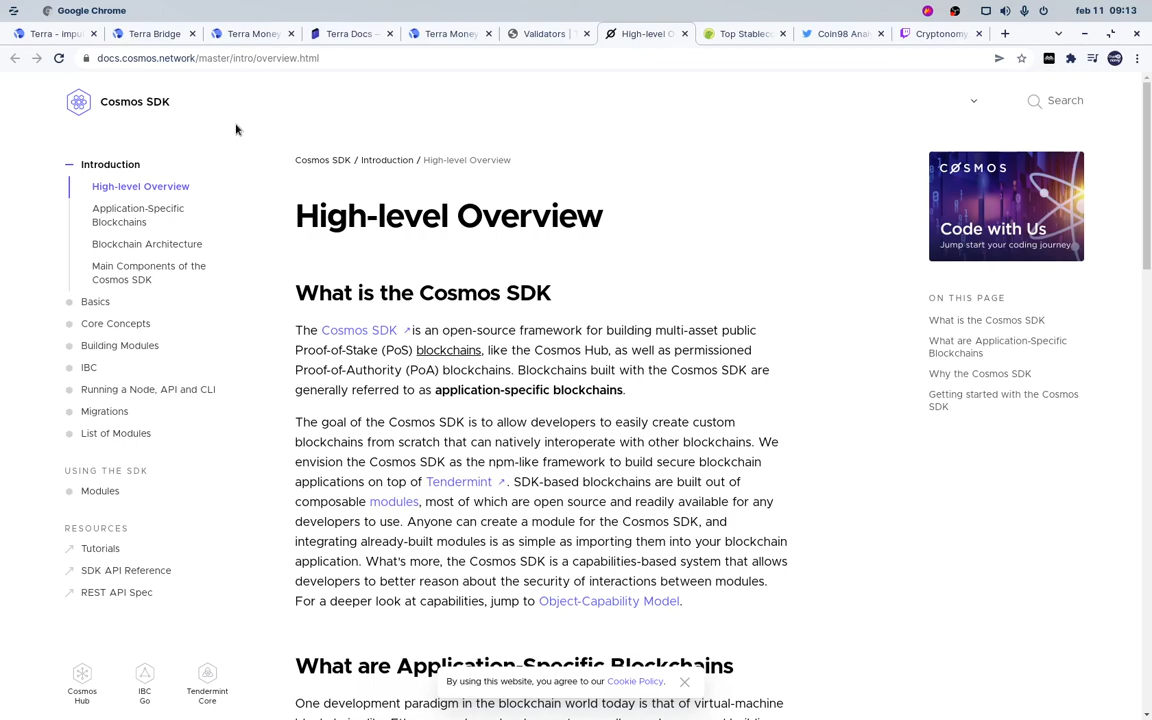 Google Chrome
feb 11 09:13
Terra - impu
Terra Bridge
Terra Money
Terra Docs –
Terra Money
Validators | T
High-level O
Top Stablec
Coin98 Ana
Cryptonomy
docs.cosmos.network/master/intro/overview.html
Cosmos SDK
Search
Introduction
High-level Overview
Application-Specific
Blockchains
Blockchain Architecture
Main Components of the
Cosmos SDK
Basics
Core Concepts
Building Modules
IBC
Running a Node, API and CLI
Migrations
List of Modules
USING THE SDK
Modules
RESOURCES
Tutorials
SDK API Reference
REST API Spec
Cosmos
Hub
IBC
Go
Tendermint
Core
Cosmos SDK / Introduction / High-level Overview
High-level Overview
What is the Cosmos SDK
The Cosmos SDK ↗ is an open-source framework for building multi-asset public
Proof-of-Stake (PoS) blockchains, like the Cosmos Hub, as well as permissioned
Proof-of-Authority (PoA) blockchains. Blockchains built with the Cosmos SDK are
generally referred to as application-specific blockchains.
The goal of the Cosmos SDK is to allow developers to easily create custom
blockchains from scratch that can natively interoperate with other blockchains. We
envision the Cosmos SDK as the npm-like framework to build secure blockchain
applications on top of Tendermint ↗. SDK-based blockchains are built out of
composable modules, most of which are open source and readily available for any
developers to use. Anyone can create a module for the Cosmos SDK, and
integrating already-built modules is as simple as importing them into your blockchain
application. What's more, the Cosmos SDK is a capabilities-based system that allows
developers to better reason about the security of interactions between modules.
For a deeper look at capabilities, jump to Object-Capability Model.
What are Application-Specific Blockchains
By using this website, you agree to our Cookie Policy.
One development paradigm in the blockchain world today is that of virtual-machine
COSMOS
Code with Us
Jump start your coding journey
ON THIS PAGE
What is the Cosmos SDK
What are Application-Specific
Blockchains
Why the Cosmos SDK
Getting started with the Cosmos
SDK